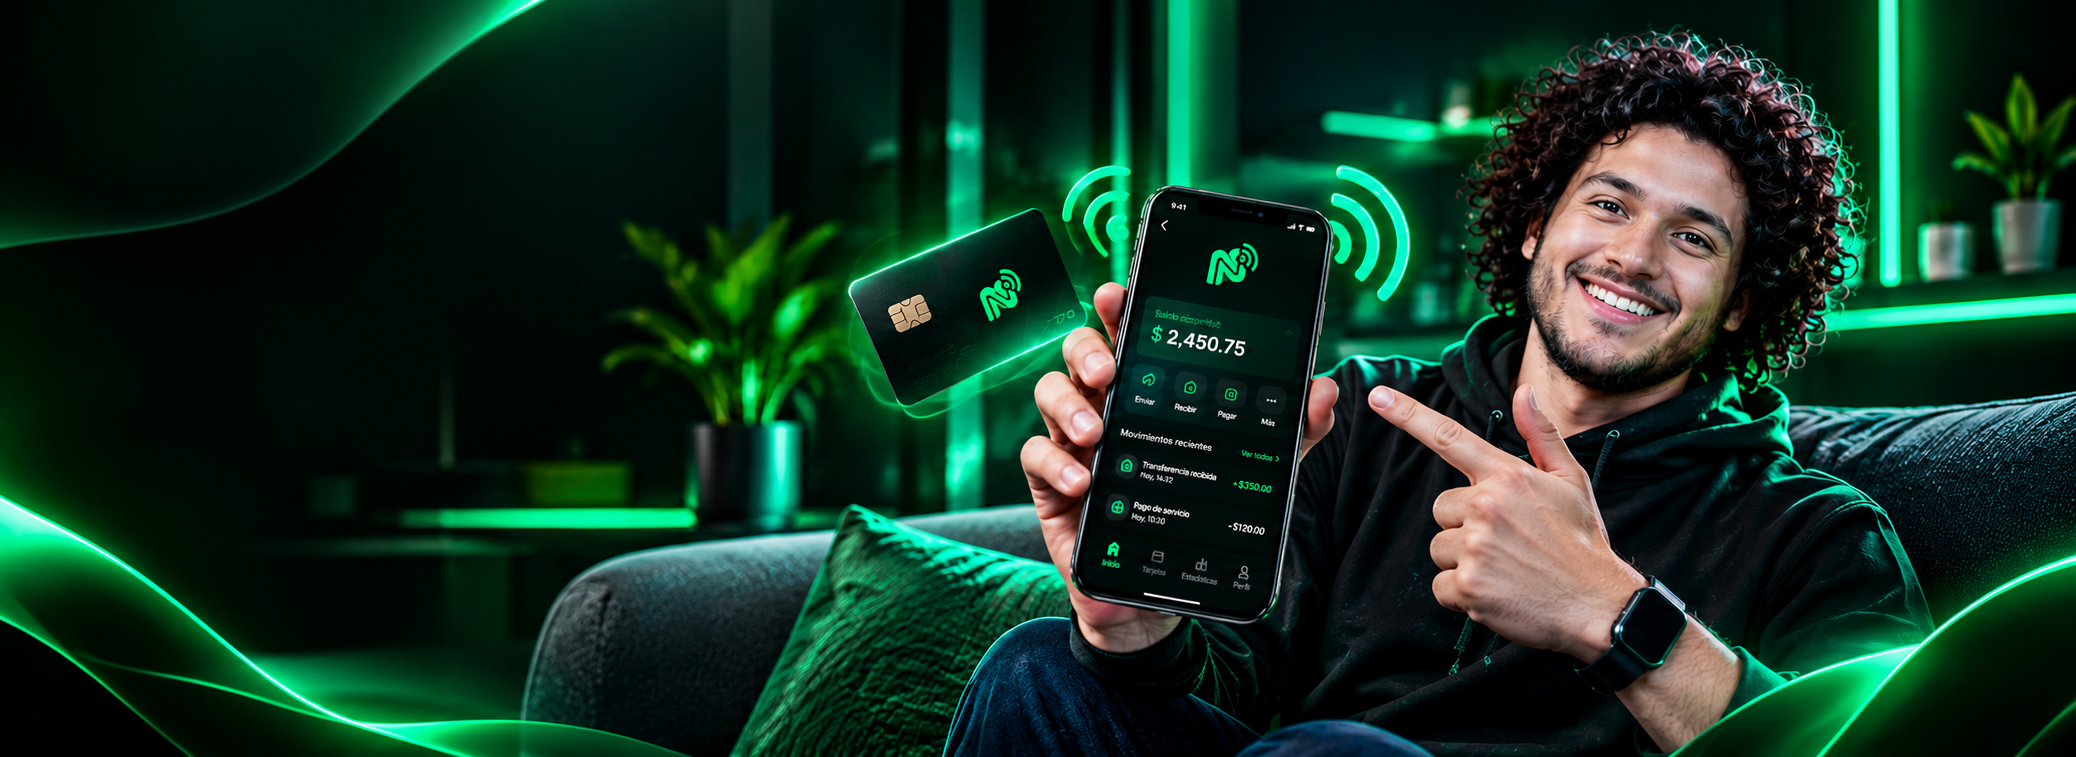 9:41
$ 2,450.75
Enviar
Recibir
Pagar
Más
Movimientos recientes
Ver todos >
Transferencia recibida
Hoy, 14:32
+$350.00
Pago de servicio
Hoy, 10:30
-$120.00
Inicio
Tarjetas
Estadísticas
Perfil